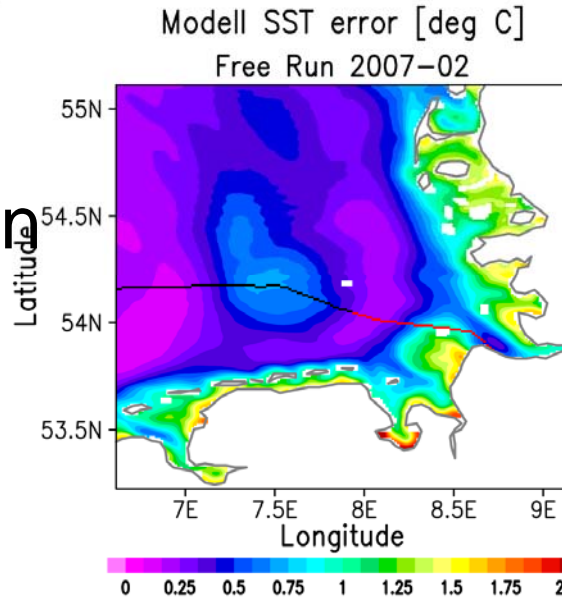 Modell SST error [deg C]
Free Run 2007-02
55N
54.5N
54N
53.5N
n
Latitude
7E 7.5E 8E 8.5E 9E
Longitude
0 0.25 0.5 0.75 1 1.25 1.5 1.75 2